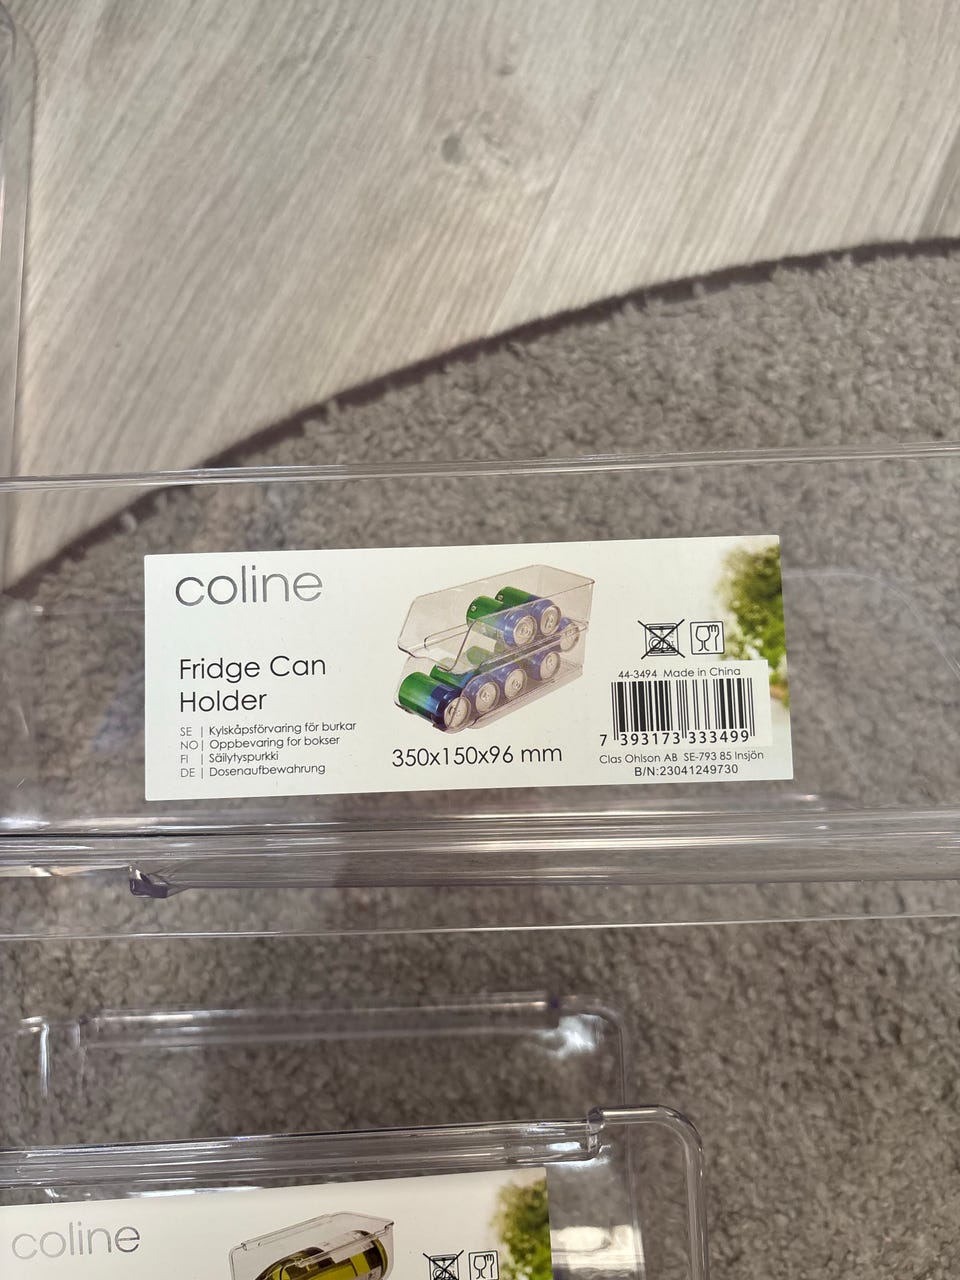 coline
Fridge Can
Holder
SE | Kylskåpsförvaring för burkar
NO | Oppbevaring for bokser
FI | Säilytyspurkki
DE | Dosenaufbewahrung
350x150x96 mm
44-3494 Made in China
7 393173 333499
Clas Ohlson AB SE-793 85 Insjön
B/N:23041249730
coline